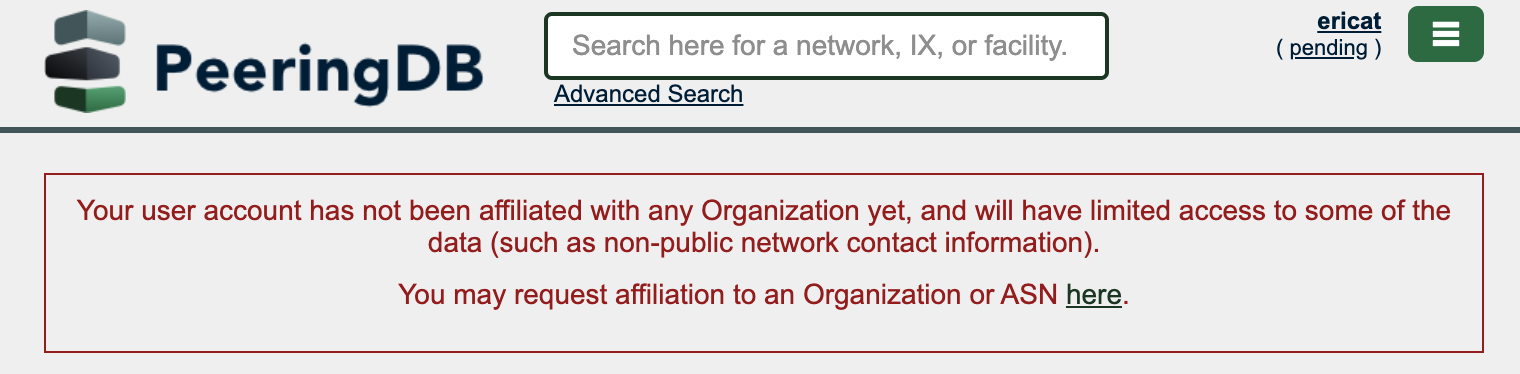 PeeringDB
Search here for a network, IX, or facility.
Advanced Search
ericat
( pending )
Your user account has not been affiliated with any Organization yet, and will have limited access to some of the
data (such as non-public network contact information).
You may request affiliation to an Organization or ASN here.